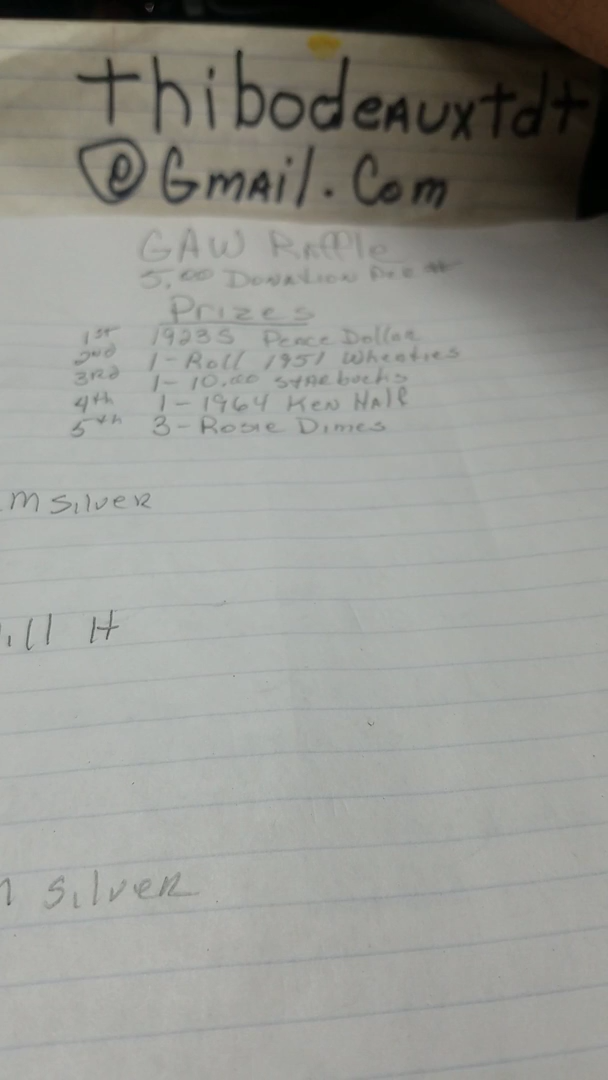 thibodeauxtdt
@Gmail.Com
GAW Raffle
5.00 Donation Per #
Prizes
1st 1923S Peace Dollar
2nd 1-Roll 1951 Wheaties
3rd 1-10.00 Starbucks
4th 1-1964 Ken Half
5th 3-Rosie Dimes
m silver
ill H
silver